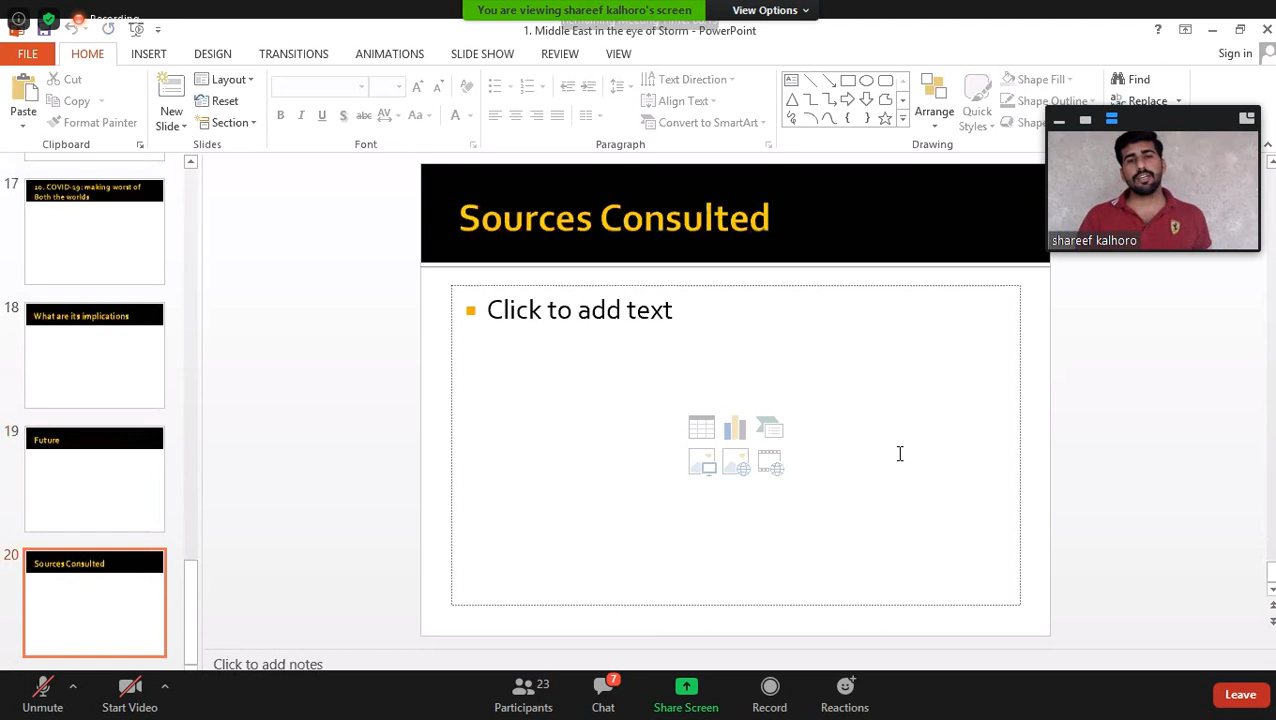 Recording
You are viewing shareef kalhoro's screen
View Options
1. Middle East in the eye of Storm - PowerPoint
Sign in
FILE
HOME
INSERT
DESIGN
TRANSITIONS
ANIMATIONS
SLIDE SHOW
REVIEW
VIEW
Paste
Cut
Copy
Format Painter
Clipboard
New
Slide
Layout
Reset
Section
Slides
B I U S abc AV Aa A
Font
Text Direction
Align Text
Convert to SmartArt
Paragraph
Arrange
Quick
Styles
Shape Fill
Shape Outline
Drawing
Find
Replace
shareef kalhoro
17
10. COVID-19: making worst of
Both the worlds
18
What are its implications
19
Future
20
Sources Consulted
Sources Consulted
Click to add text
Click to add notes
Unmute
Start Video
23
Participants
7
Chat
Share Screen
Record
Reactions
Leave